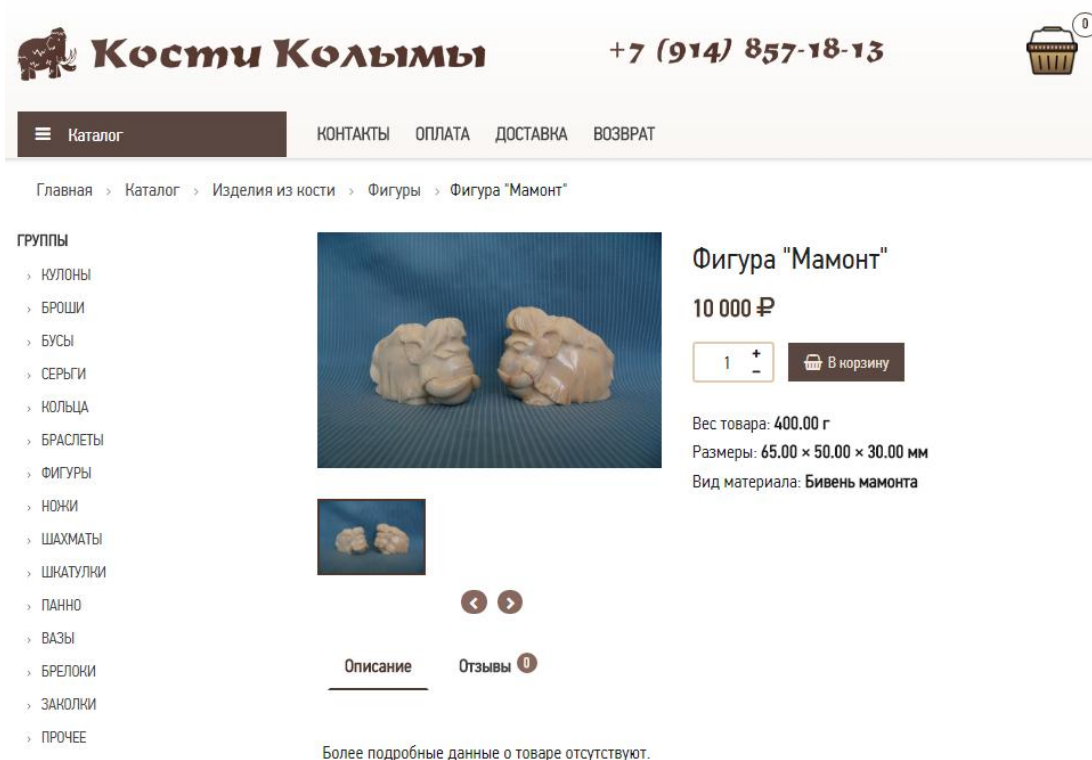 Кости Колымы
+7 (914) 857-18-13
0
Каталог
КОНТАКТЫ ОПЛАТА ДОСТАВКА ВОЗВРАТ
Главная › Каталог › Изделия из кости › Фигуры › Фигура "Мамонт"
ГРУППЫ
› КУЛОНЫ
› БРОШИ
› БУСЫ
› СЕРЬГИ
› КОЛЬЦА
› БРАСЛЕТЫ
› ФИГУРЫ
› НОЖИ
› ШАХМАТЫ
› ШКАТУЛКИ
› ПАННО
› ВАЗЫ
› БРЕЛОКИ
› ЗАКОЛКИ
› ПРОЧЕЕ
Фигура "Мамонт"
10 000 ₽
1 + −
В корзину
Вес товара: 400.00 г
Размеры: 65.00 × 50.00 × 30.00 мм
Вид материала: Бивень мамонта
Описание Отзывы 0
Более подробные данные о товаре отсутствуют.